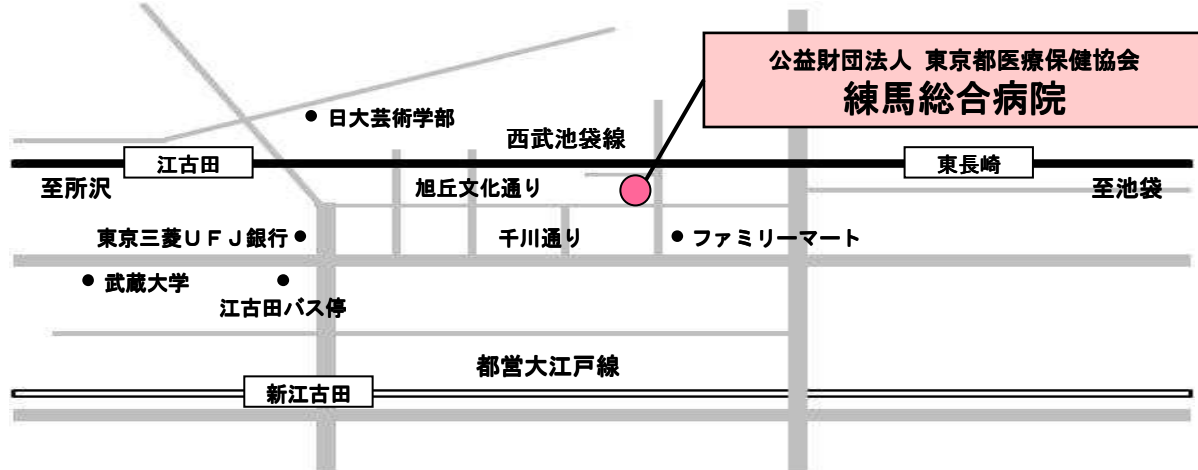 公益財団法人 東京都医療保健協会
練馬総合病院
日大芸術学部
西武池袋線
江古田
東長崎
至所沢
旭丘文化通り
至池袋
東京三菱UFJ銀行
千川通り
ファミリーマート
武蔵大学
江古田バス停
都営大江戸線
新江古田